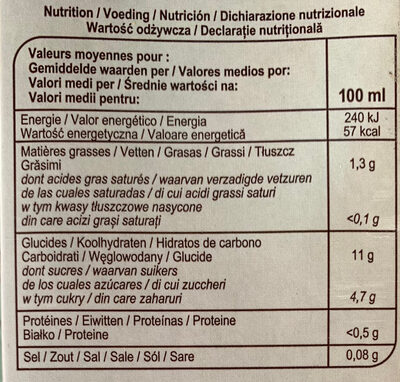 Nutrition / Voeding / Nutrición / Dichiarazione nutrizionale
Wartość odżywcza / Declarație nutrițională
Valeurs moyennes pour :
Gemiddelde waarden per / Valores medios por:
Valori medi per / Średnie wartości na:
Valori medii pentru:
100 ml
Energie / Valor energético / Energia
Wartość energetyczna / Valoare energetică
240 kJ
57 kcal
Matières grasses / Vetten / Grasas / Grassi / Tłuszcz
Grăsimi
1,3 g
dont acides gras saturés / waarvan verzadigde vetzuren
de las cuales saturadas / di cui acidi grassi saturi
w tym kwasy tłuszczowe nasycone
din care acizi grași saturați
<0,1 g
Glucides / Koolhydraten / Hidratos de carbono
Carboidrati / Węglowodany / Glucide
11 g
dont sucres / waarvan suikers
de los cuales azúcares / di cui zuccheri
w tym cukry / din care zaharuri
4,7 g
Protéines / Eiwitten / Proteínas / Proteine
Białko / Proteine
<0,5 g
Sel / Zout / Sal / Sale / Sól / Sare
0,08 g